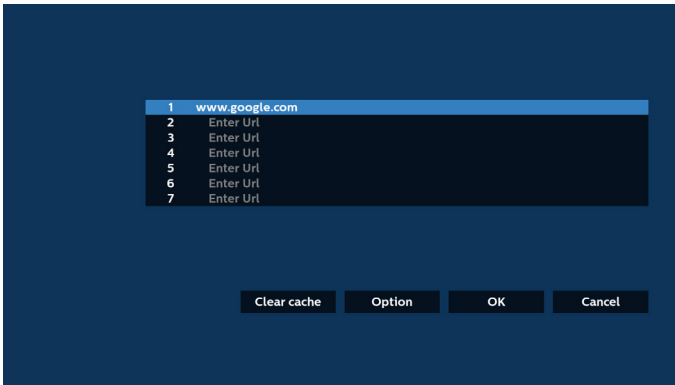 1 www.google.com
2 Enter Url
3 Enter Url
4 Enter Url
5 Enter Url
6 Enter Url
7 Enter Url
Clear cache Option OK Cancel